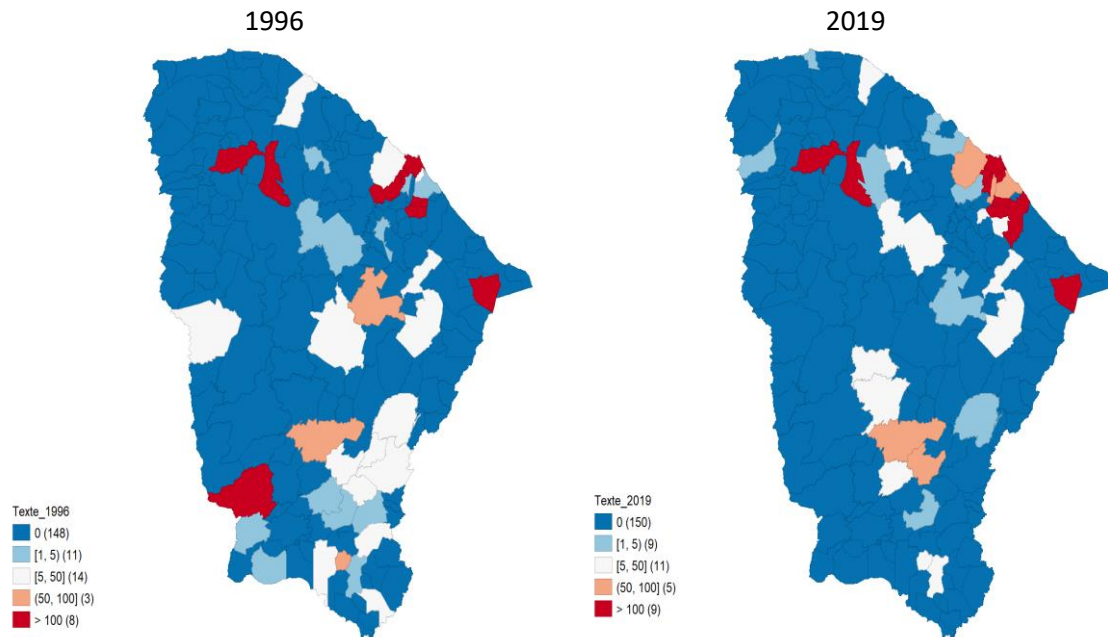 1996
2019
Texte_1996
0 (148)
[1, 5) (11)
[5, 50] (14)
(50, 100] (3)
> 100 (8)
Texte_2019
0 (150)
[1, 5) (9)
[5, 50] (11)
(50, 100] (5)
> 100 (9)